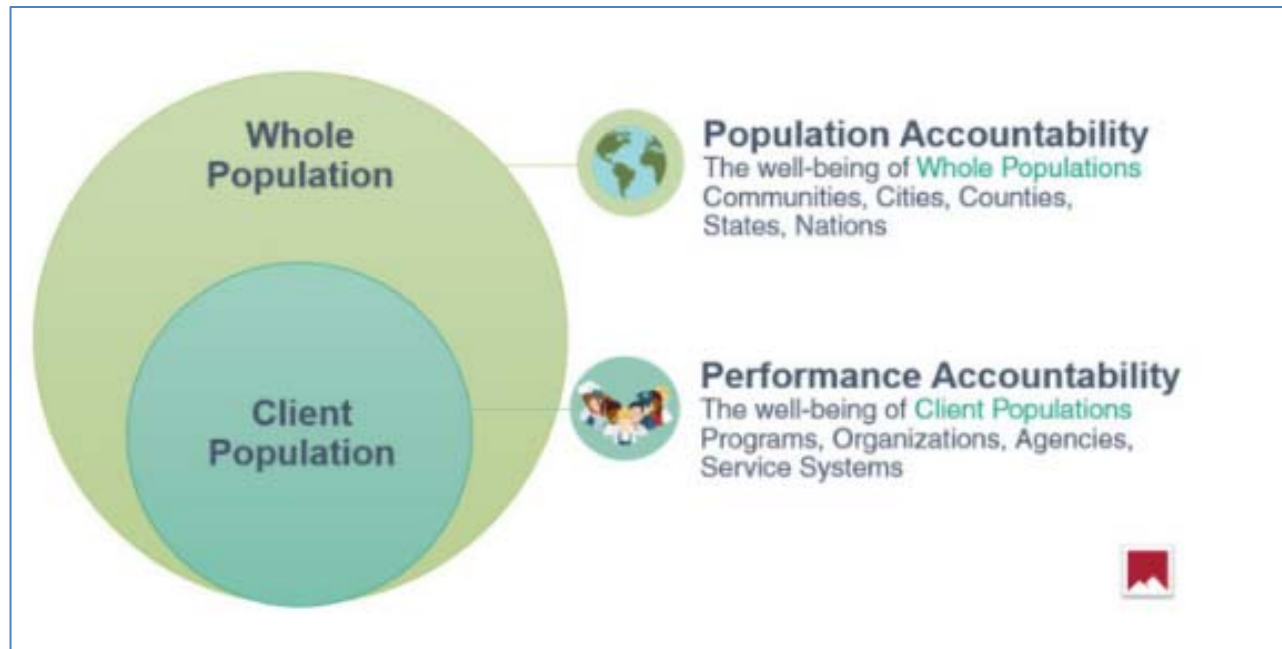 Whole
Population
Client
Population
Population Accountability
The well-being of Whole Populations
Communities, Cities, Counties,
States, Nations
Performance Accountability
The well-being of Client Populations
Programs, Organizations, Agencies,
Service Systems